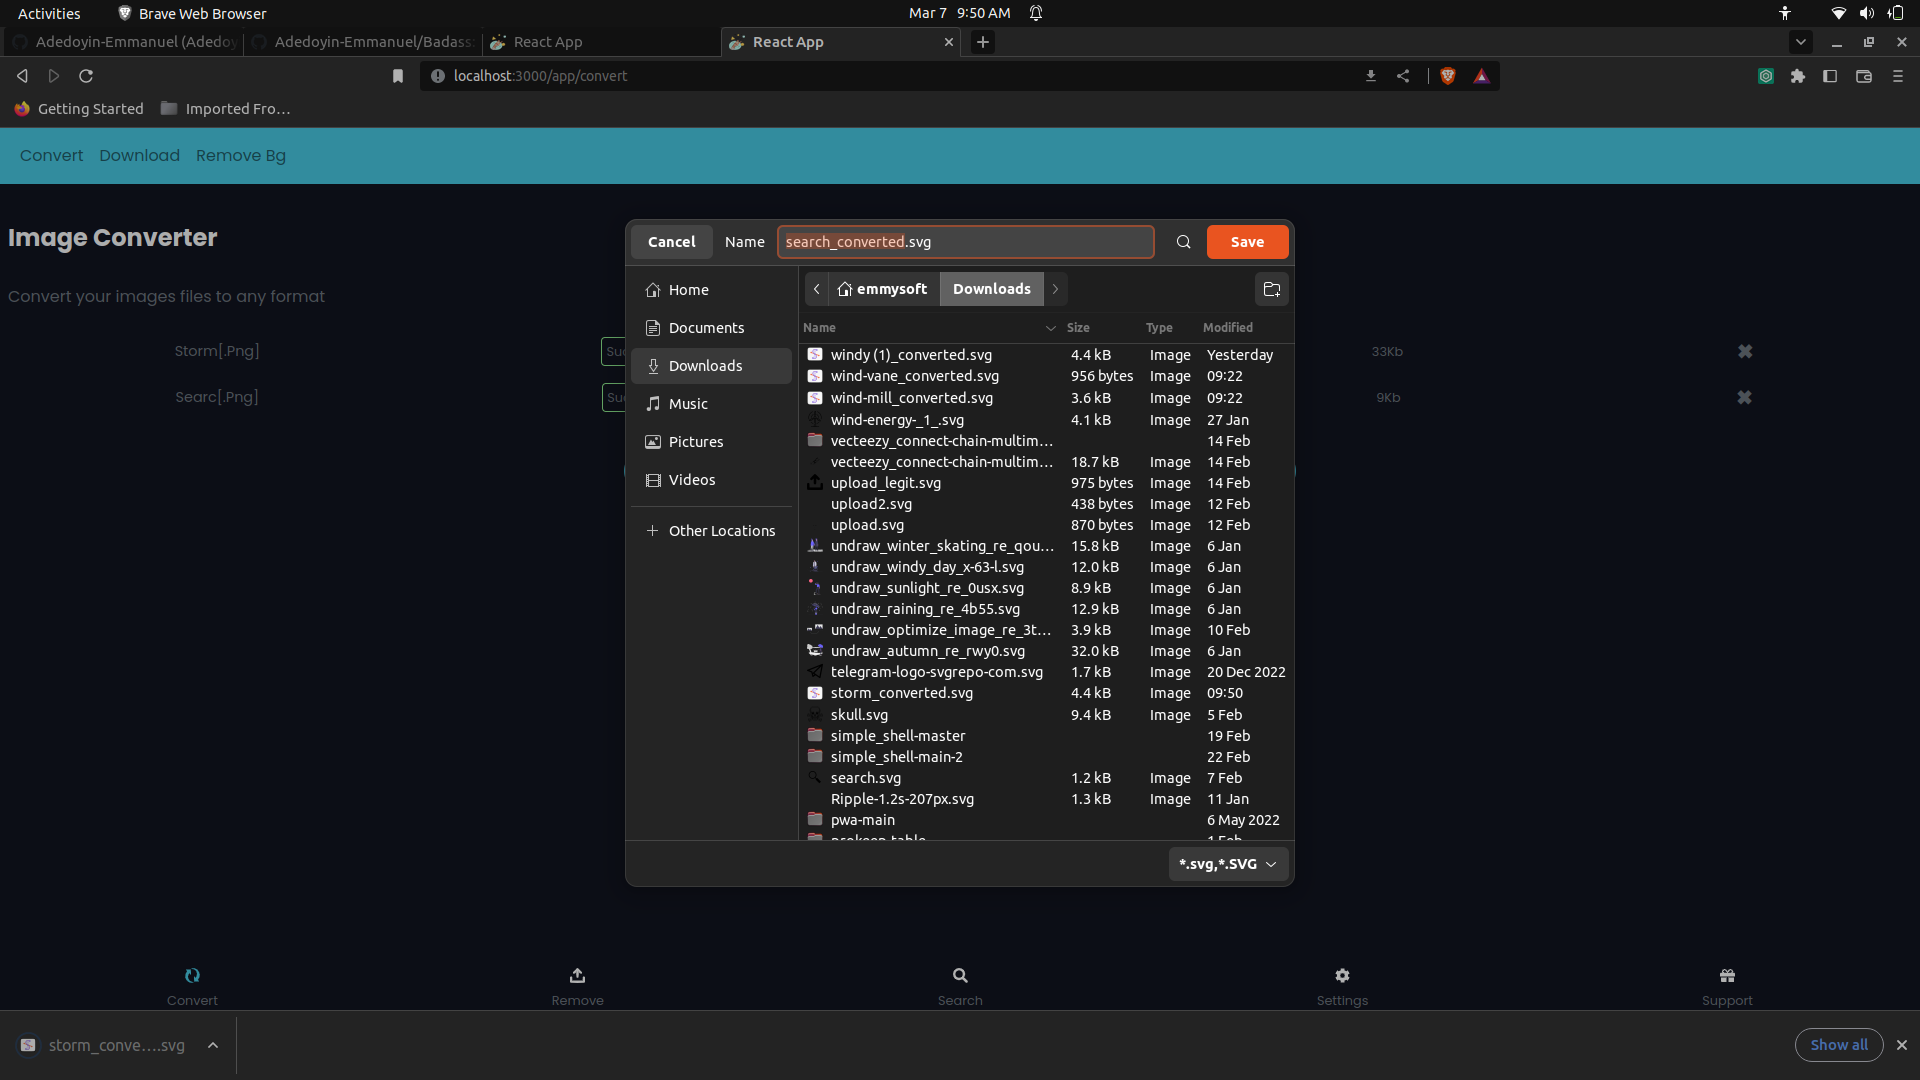 Activities Brave Web Browser Mar 7 9:50 AM
Adedoyin-Emmanuel (Adedoy Adedoyin-Emmanuel/Badass: React App React App
localhost:3000/app/convert
Getting Started Imported Fro…
Convert Download Remove Bg
Image Converter
Convert your images files to any format
Storm[.Png] Suc 33Kb
Searc[.Png] Suc 9Kb
Cancel Name search_converted.svg Save
Home
Documents
Downloads
Music
Pictures
Videos
Other Locations
emmysoft Downloads
Name Size Type Modified
windy (1)_converted.svg 4.4 kB Image Yesterday
wind-vane_converted.svg 956 bytes Image 09:22
wind-mill_converted.svg 3.6 kB Image 09:22
wind-energy-_1_.svg 4.1 kB Image 27 Jan
vecteezy_connect-chain-multim… 14 Feb
vecteezy_connect-chain-multim… 18.7 kB Image 14 Feb
upload_legit.svg 975 bytes Image 14 Feb
upload2.svg 438 bytes Image 12 Feb
upload.svg 870 bytes Image 12 Feb
undraw_winter_skating_re_qou… 15.8 kB Image 6 Jan
undraw_windy_day_x-63-l.svg 12.0 kB Image 6 Jan
undraw_sunlight_re_0usx.svg 8.9 kB Image 6 Jan
undraw_raining_re_4b55.svg 12.9 kB Image 6 Jan
undraw_optimize_image_re_3t… 3.9 kB Image 10 Feb
undraw_autumn_re_rwy0.svg 32.0 kB Image 6 Jan
telegram-logo-svgrepo-com.svg 1.7 kB Image 20 Dec 2022
storm_converted.svg 4.4 kB Image 09:50
skull.svg 9.4 kB Image 5 Feb
simple_shell-master 19 Feb
simple_shell-main-2 22 Feb
search.svg 1.2 kB Image 7 Feb
Ripple-1.2s-207px.svg 1.3 kB Image 11 Jan
pwa-main 6 May 2022
*.svg,*.SVG
Convert Remove Search Settings Support
storm_conve….svg Show all